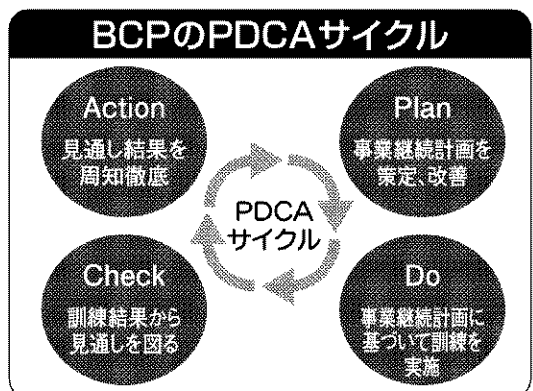 BCPのPDCAサイクル
Action
見通し結果を
周知徹底
Plan
事業継続計画を
策定、改善
PDCA
サイクル
Check
訓練結果から
見通しを図る
Do
事業継続計画に
基づいて訓練を
実施